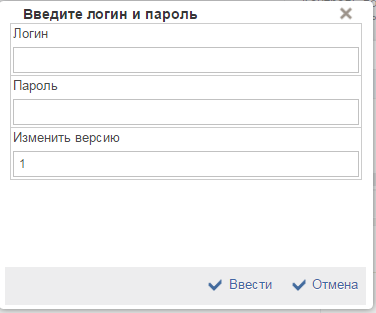 Введите логин и пароль
Логин
Пароль
Изменить версию
1
Ввести Отмена